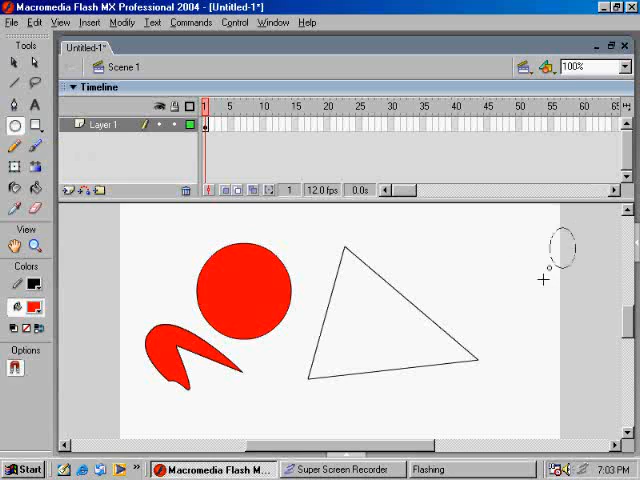 Macromedia Flash MX Professional 2004 - [Untitled-1*]
File Edit View Insert Modify Text Commands Control Window Help
Tools
Untitled-1*
Scene 1
100%
Timeline
1 5 10 15 20 25 30 35 40 45 50 55 60 65
Layer 1
1 12.0 fps 0.0s
View
Colors
Options
Start
Macromedia Flash M...
Super Screen Recorder
Flashing
7:03 PM